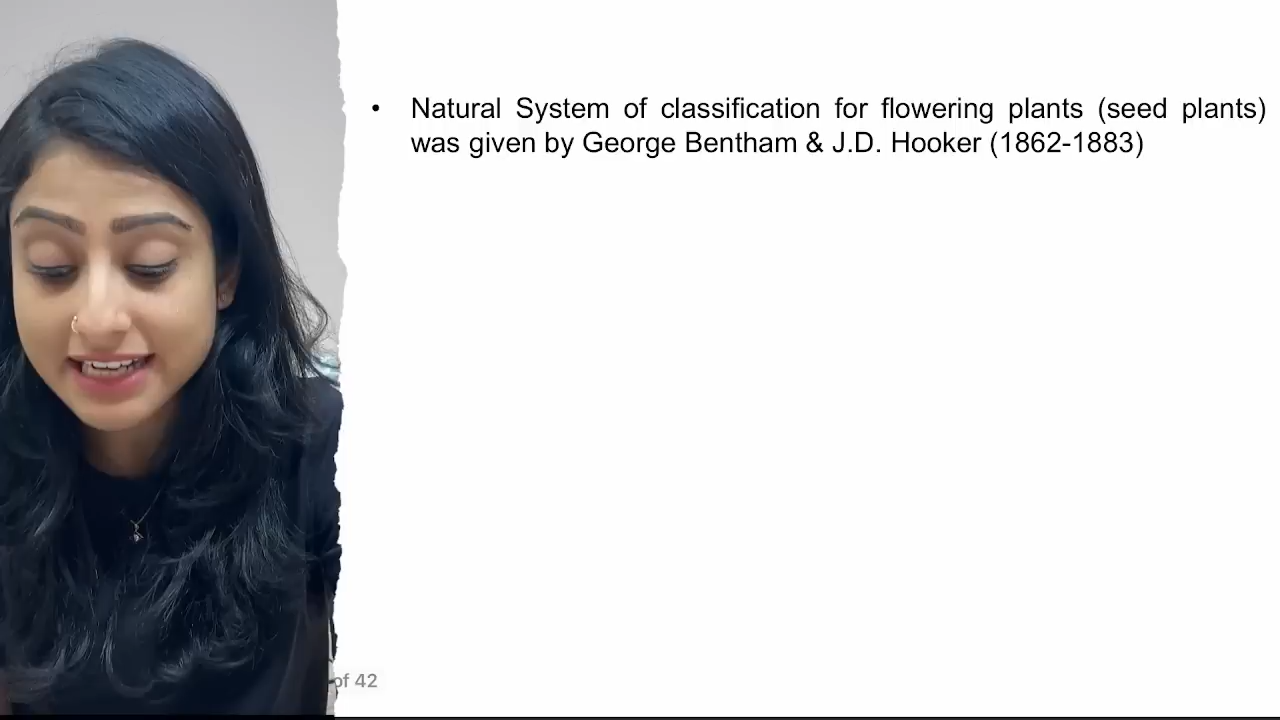 • Natural System of classification for flowering plants (seed plants)
was given by George Bentham & J.D. Hooker (1862-1883)
of 42